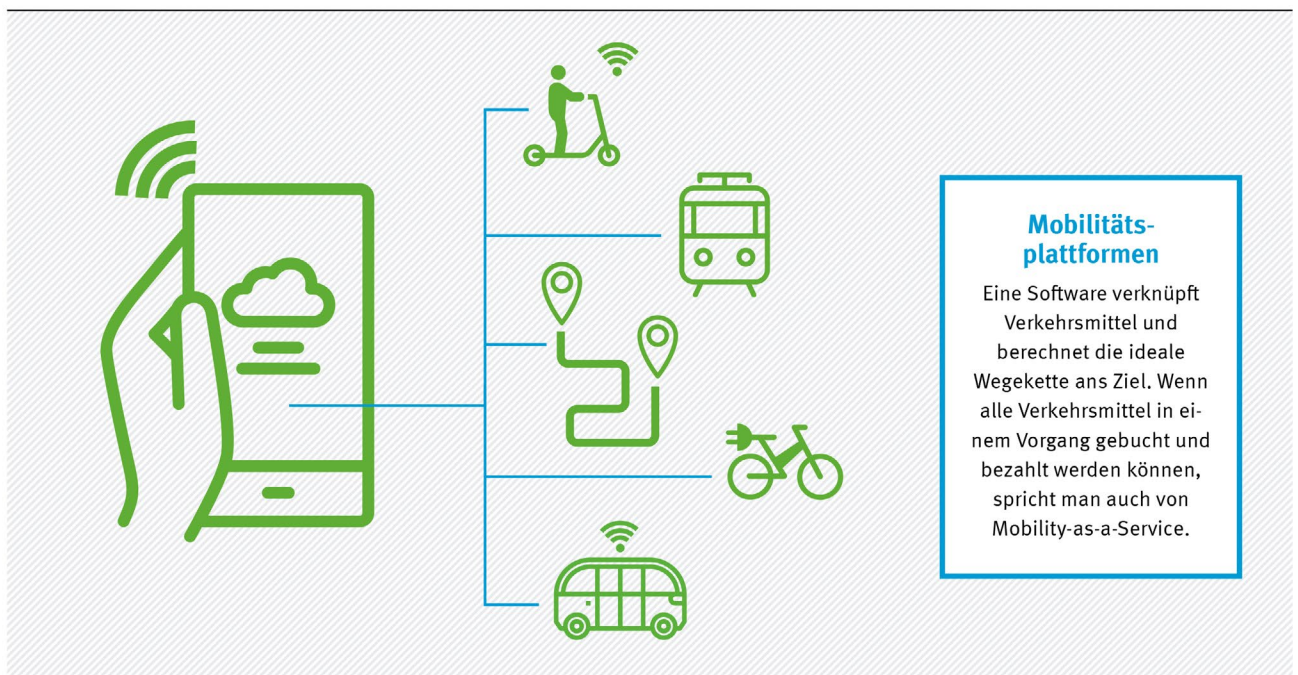 Mobilitäts-
plattformen
Eine Software verknüpft
Verkehrsmittel und
berechnet die ideale
Wegekette ans Ziel. Wenn
alle Verkehrsmittel in ei-
nem Vorgang gebucht und
bezahlt werden können,
spricht man auch von
Mobility-as-a-Service.